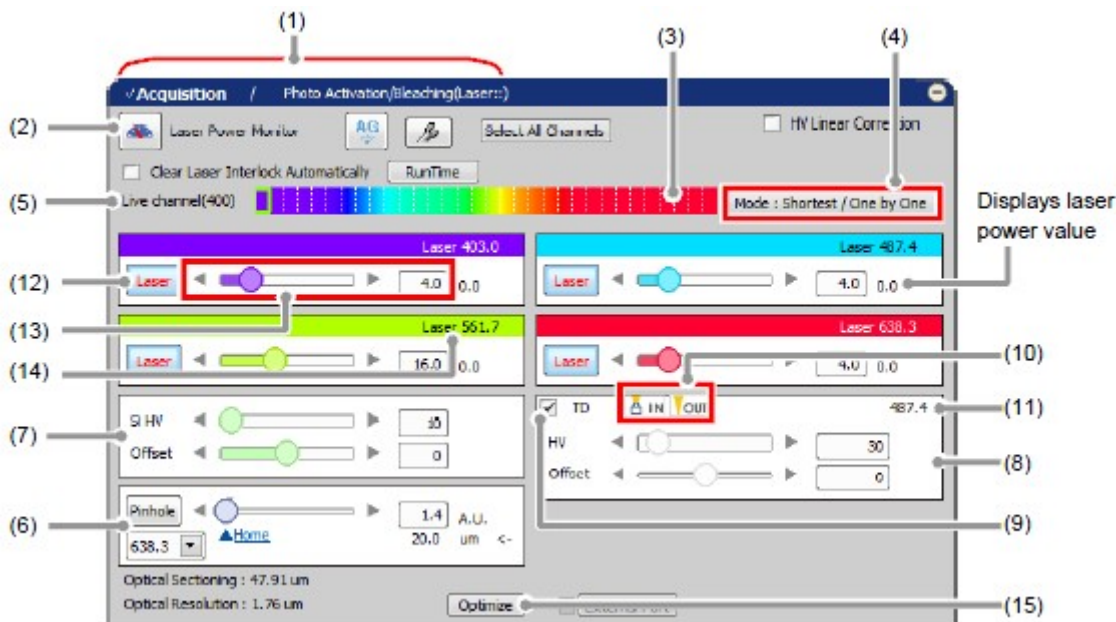 (1)
(3)
(4)
✓Acquisition / Photo Activation/Bleaching(Laser::)
(2)
Laser Power Monitor
AG
Select All Channels
HV Linear Correction
Clear Laser Interlock Automatically
RunTime
(5)
Live channel(400)
Mode : Shortest / One by One
Displays laser
power value
Laser 403.0
Laser 487.4
(12)
Laser
4.0 0.0
Laser
4.0 0.0
(13)
Laser 561.7
Laser 638.3
(14)
Laser
16.0 0.0
Laser
4.0 0.0
(10)
TD
IN
OUT
487.4
(11)
(7)
SI HV
Offset
0
HV
30
(8)
Offset
0
(9)
(6)
Pinhole
1.4 A.U.
638.3
Home
20.0 um <-
Optical Sectioning : 47.91 um
Optical Resolution : 1.76 um
Optimize
External Port
(15)